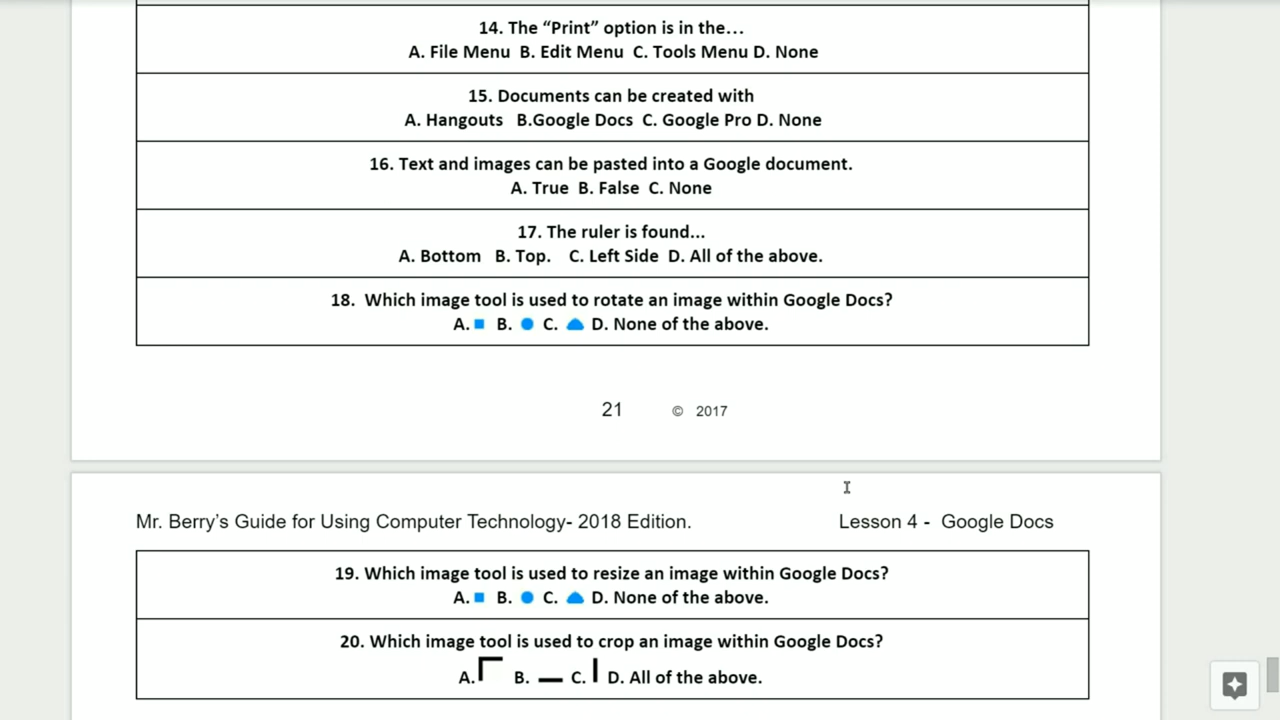 14. The “Print” option is in the...
A. File Menu B. Edit Menu C. Tools Menu D. None
15. Documents can be created with
A. Hangouts B.Google Docs C. Google Pro D. None
16. Text and images can be pasted into a Google document.
A. True B. False C. None
17. The ruler is found...
A. Bottom B. Top. C. Left Side D. All of the above.
18. Which image tool is used to rotate an image within Google Docs?
A. B. C. D. None of the above.
21 © 2017
Mr. Berry’s Guide for Using Computer Technology- 2018 Edition. Lesson 4 - Google Docs
19. Which image tool is used to resize an image within Google Docs?
A. B. C. D. None of the above.
20. Which image tool is used to crop an image within Google Docs?
A. B. C. D. All of the above.